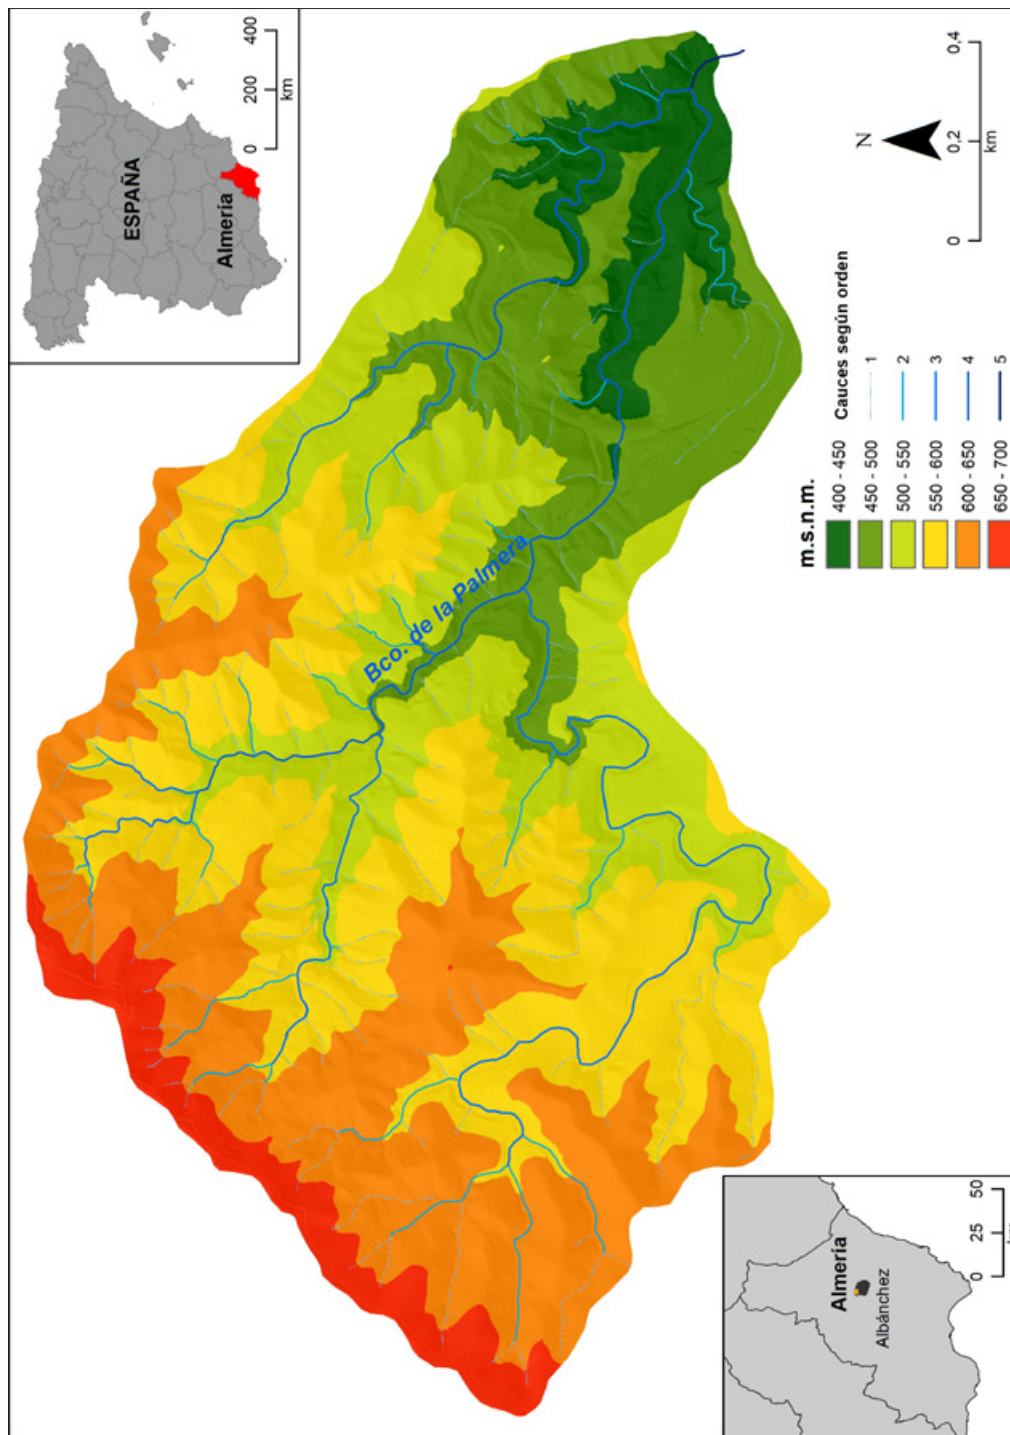 ESPAÑA
Almería
0 200 400
km
Bco. de la Palmera
Almería
Albánchez
0 25 50
m.s.n.m.
400 - 450
450 - 500
500 - 550
550 - 600
600 - 650
650 - 700
Cauces según orden
1
2
3
4
5
N
0 0,2 0,4
km